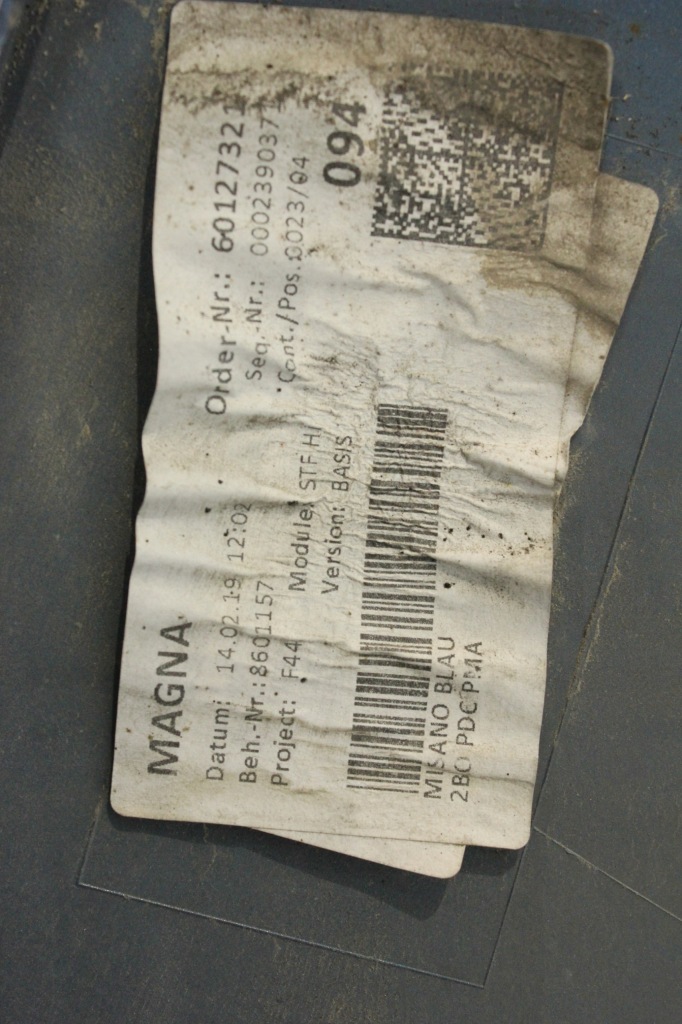 MAGNA
Datum: 14.02.19 12:02
Beh.-Nr.:8601157
Project: F44
Module: STF HI
Version: BASIS
Order-Nr.: 60127321
Seq.-Nr.: 0002390371
Cont./Pos.:0023/04
094
MISANO BLAU
2BO PDC PMA